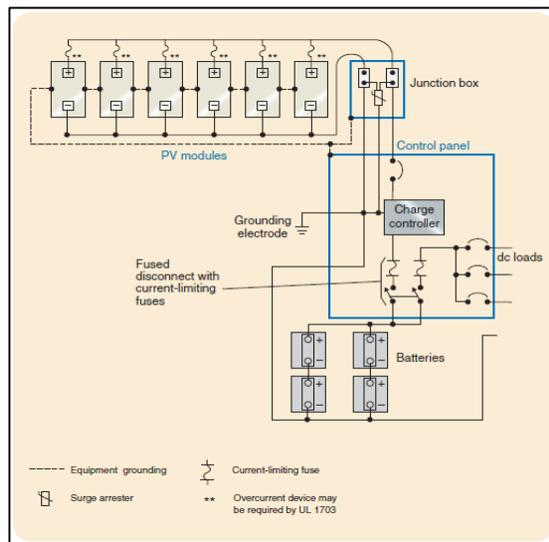 ** ** ** ** ** **
+ + + + + +
− − − − − −
Junction box
PV modules
Control panel
Grounding
electrode
Charge
controller
dc loads
Fused
disconnect with
current-limiting
fuses
+ +
− −
Batteries
+ +
− −
Equipment grounding
Current-limiting fuse
Surge arrester
** Overcurrent device may
be required by UL 1703